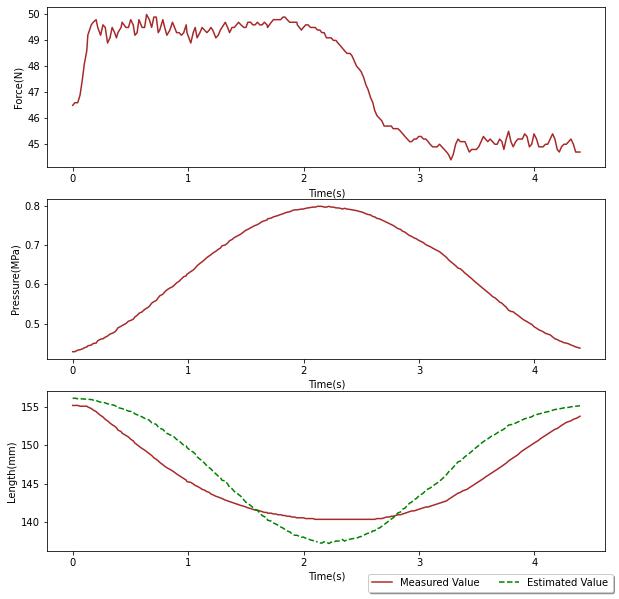 50
49
48
47
46
45
Force(N)
0 1 2 3 4
Time(s)
0.8
0.7
0.6
0.5
Pressure(MPa)
0 1 2 3 4
Time(s)
155
150
145
140
Length(mm)
0 1 2 3 4
Time(s)
Measured Value Estimated Value